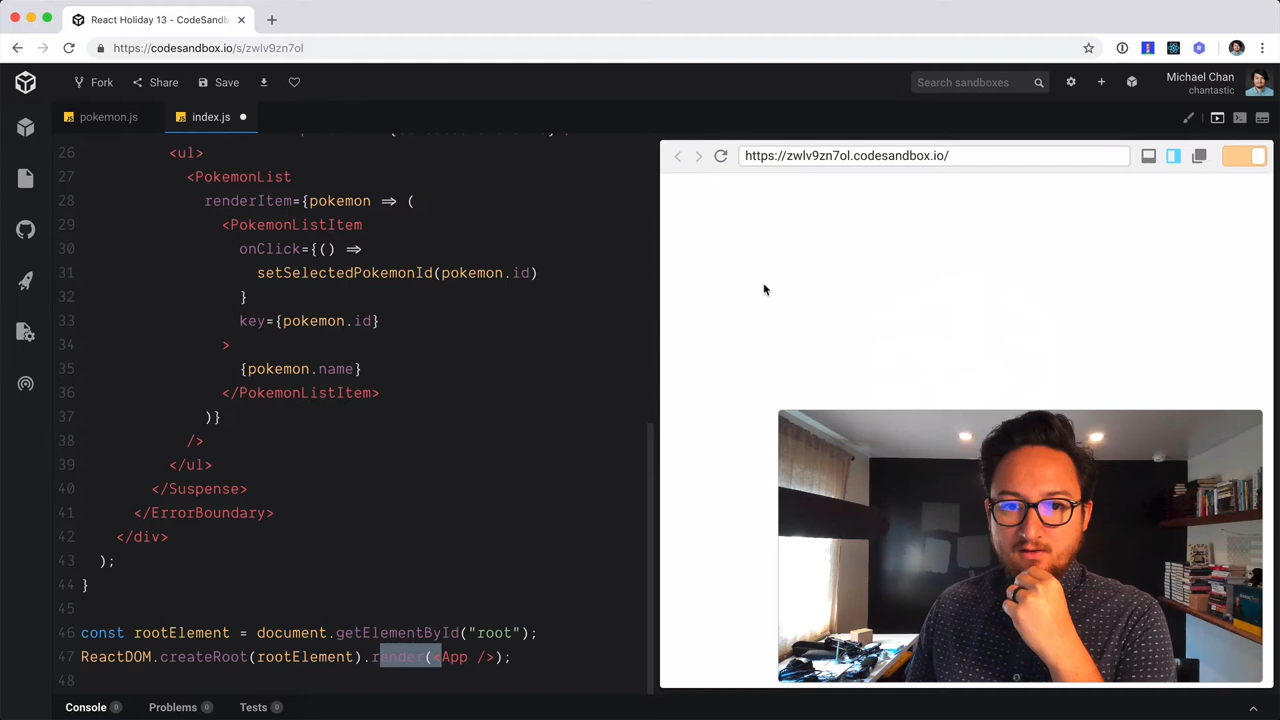 React Holiday 13 - CodeSandb
https://codesandbox.io/s/zwlv9zn7ol
Fork
Share
Save
Search sandboxes
Michael Chan
chantastic
pokemon.js
index.js
26 <ul>
27 <PokemonList
28 renderItem={pokemon => (
29 <PokemonListItem
30 onClick={() =>
31 setSelectedPokemonId(pokemon.id)
32 }
33 key={pokemon.id}
34 >
35 {pokemon.name}
36 </PokemonListItem>
37 )}
38 />
39 </ul>
40 </Suspense>
41 </ErrorBoundary>
42 </div>
43 );
44 }
45
46 const rootElement = document.getElementById("root");
47 ReactDOM.createRoot(rootElement).render(<App />);
48
https://zwlv9zn7ol.codesandbox.io/
Console 0
Problems 0
Tests 0